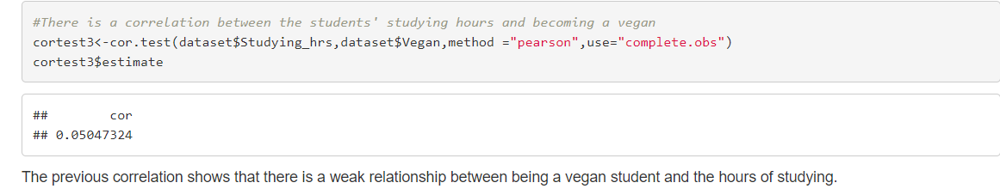 #There is a correlation between the students' studying hours and becoming a vegan
cortest3<-cor.test(dataset$Studying_hrs,dataset$Vegan,method ="pearson",use="complete.obs")
cortest3$estimate
##        cor
## 0.05047324
The previous correlation shows that there is a weak relationship between being a vegan student and the hours of studying.